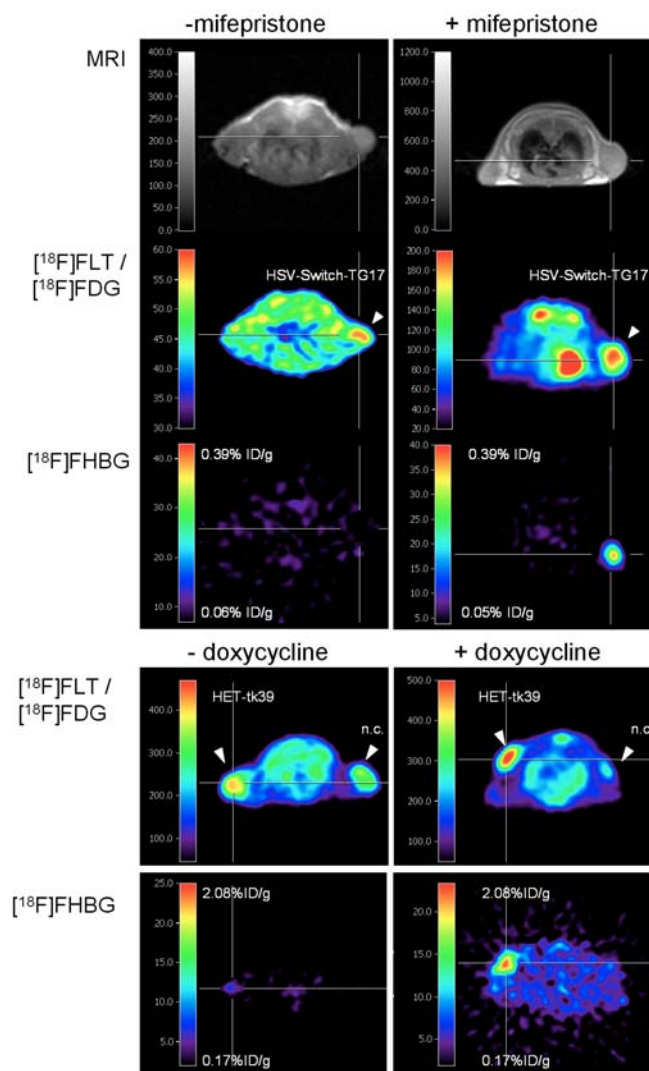 -mifepristone
+ mifepristone
MRI
400.0
350.0
300.0
250.0
200.0
150.0
100.0
50.0
0.0
1200.0
1000.0
800.0
600.0
400.0
200.0
0.0
[¹⁸F]FLT /
[¹⁸F]FDG
60.0
55.0
50.0
45.0
40.0
35.0
30.0
HSV-Switch-TG17
200.0
180.0
160.0
140.0
120.0
100.0
80.0
60.0
40.0
20.0
HSV-Switch-TG17
[¹⁸F]FHBG
40.0
30.0
20.0
10.0
0.39% ID/g
0.06% ID/g
40.0
35.0
30.0
25.0
20.0
15.0
10.0
5.0
0.39% ID/g
0.05% ID/g
- doxycycline
+ doxycycline
[¹⁸F]FLT /
[¹⁸F]FDG
400.0
300.0
200.0
100.0
HET-tk39
n.c.
500.0
400.0
300.0
200.0
100.0
HET-tk39
n.c
[¹⁸F]FHBG
25.0
20.0
15.0
10.0
5.0
2.08%ID/g
0.17%ID/g
20.0
15.0
10.0
5.0
2.08%ID/g
0.17%ID/g